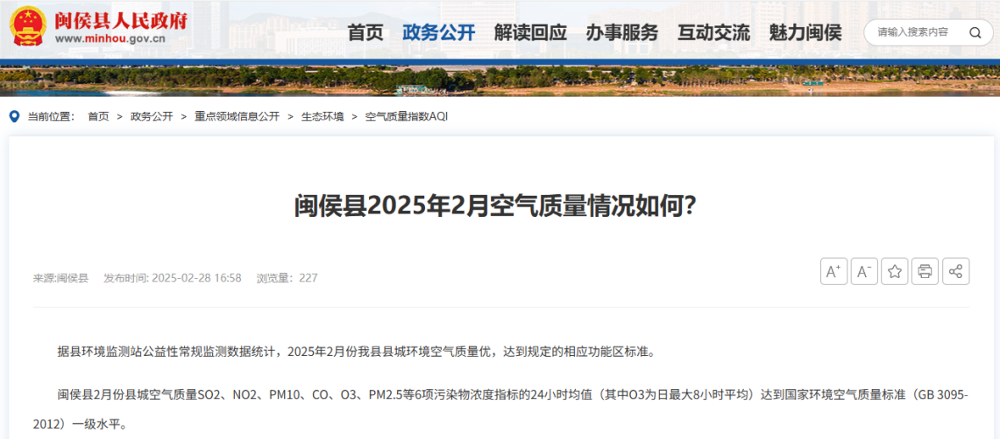 闽侯县人民政府
www.minhou.gov.cn
首页 政务公开 解读回应 办事服务 互动交流 魅力闽侯
请输入搜索内容
当前位置： 首页 > 政务公开 > 重点领域信息公开 > 生态环境 > 空气质量指数AQI
闽侯县2025年2月空气质量情况如何?
来源:闽侯县 发布时间: 2025-02-28 16:58 浏览量：227
A+ A-
据县环境监测站公益性常规监测数据统计，2025年2月份我县县城环境空气质量优，达到规定的相应功能区标准。
闽侯县2月份县城空气质量SO2、NO2、PM10、CO、O3、PM2.5等6项污染物浓度指标的24小时均值（其中O3为日最大8小时平均）达到国家环境空气质量标准（GB 3095-
2012）一级水平。